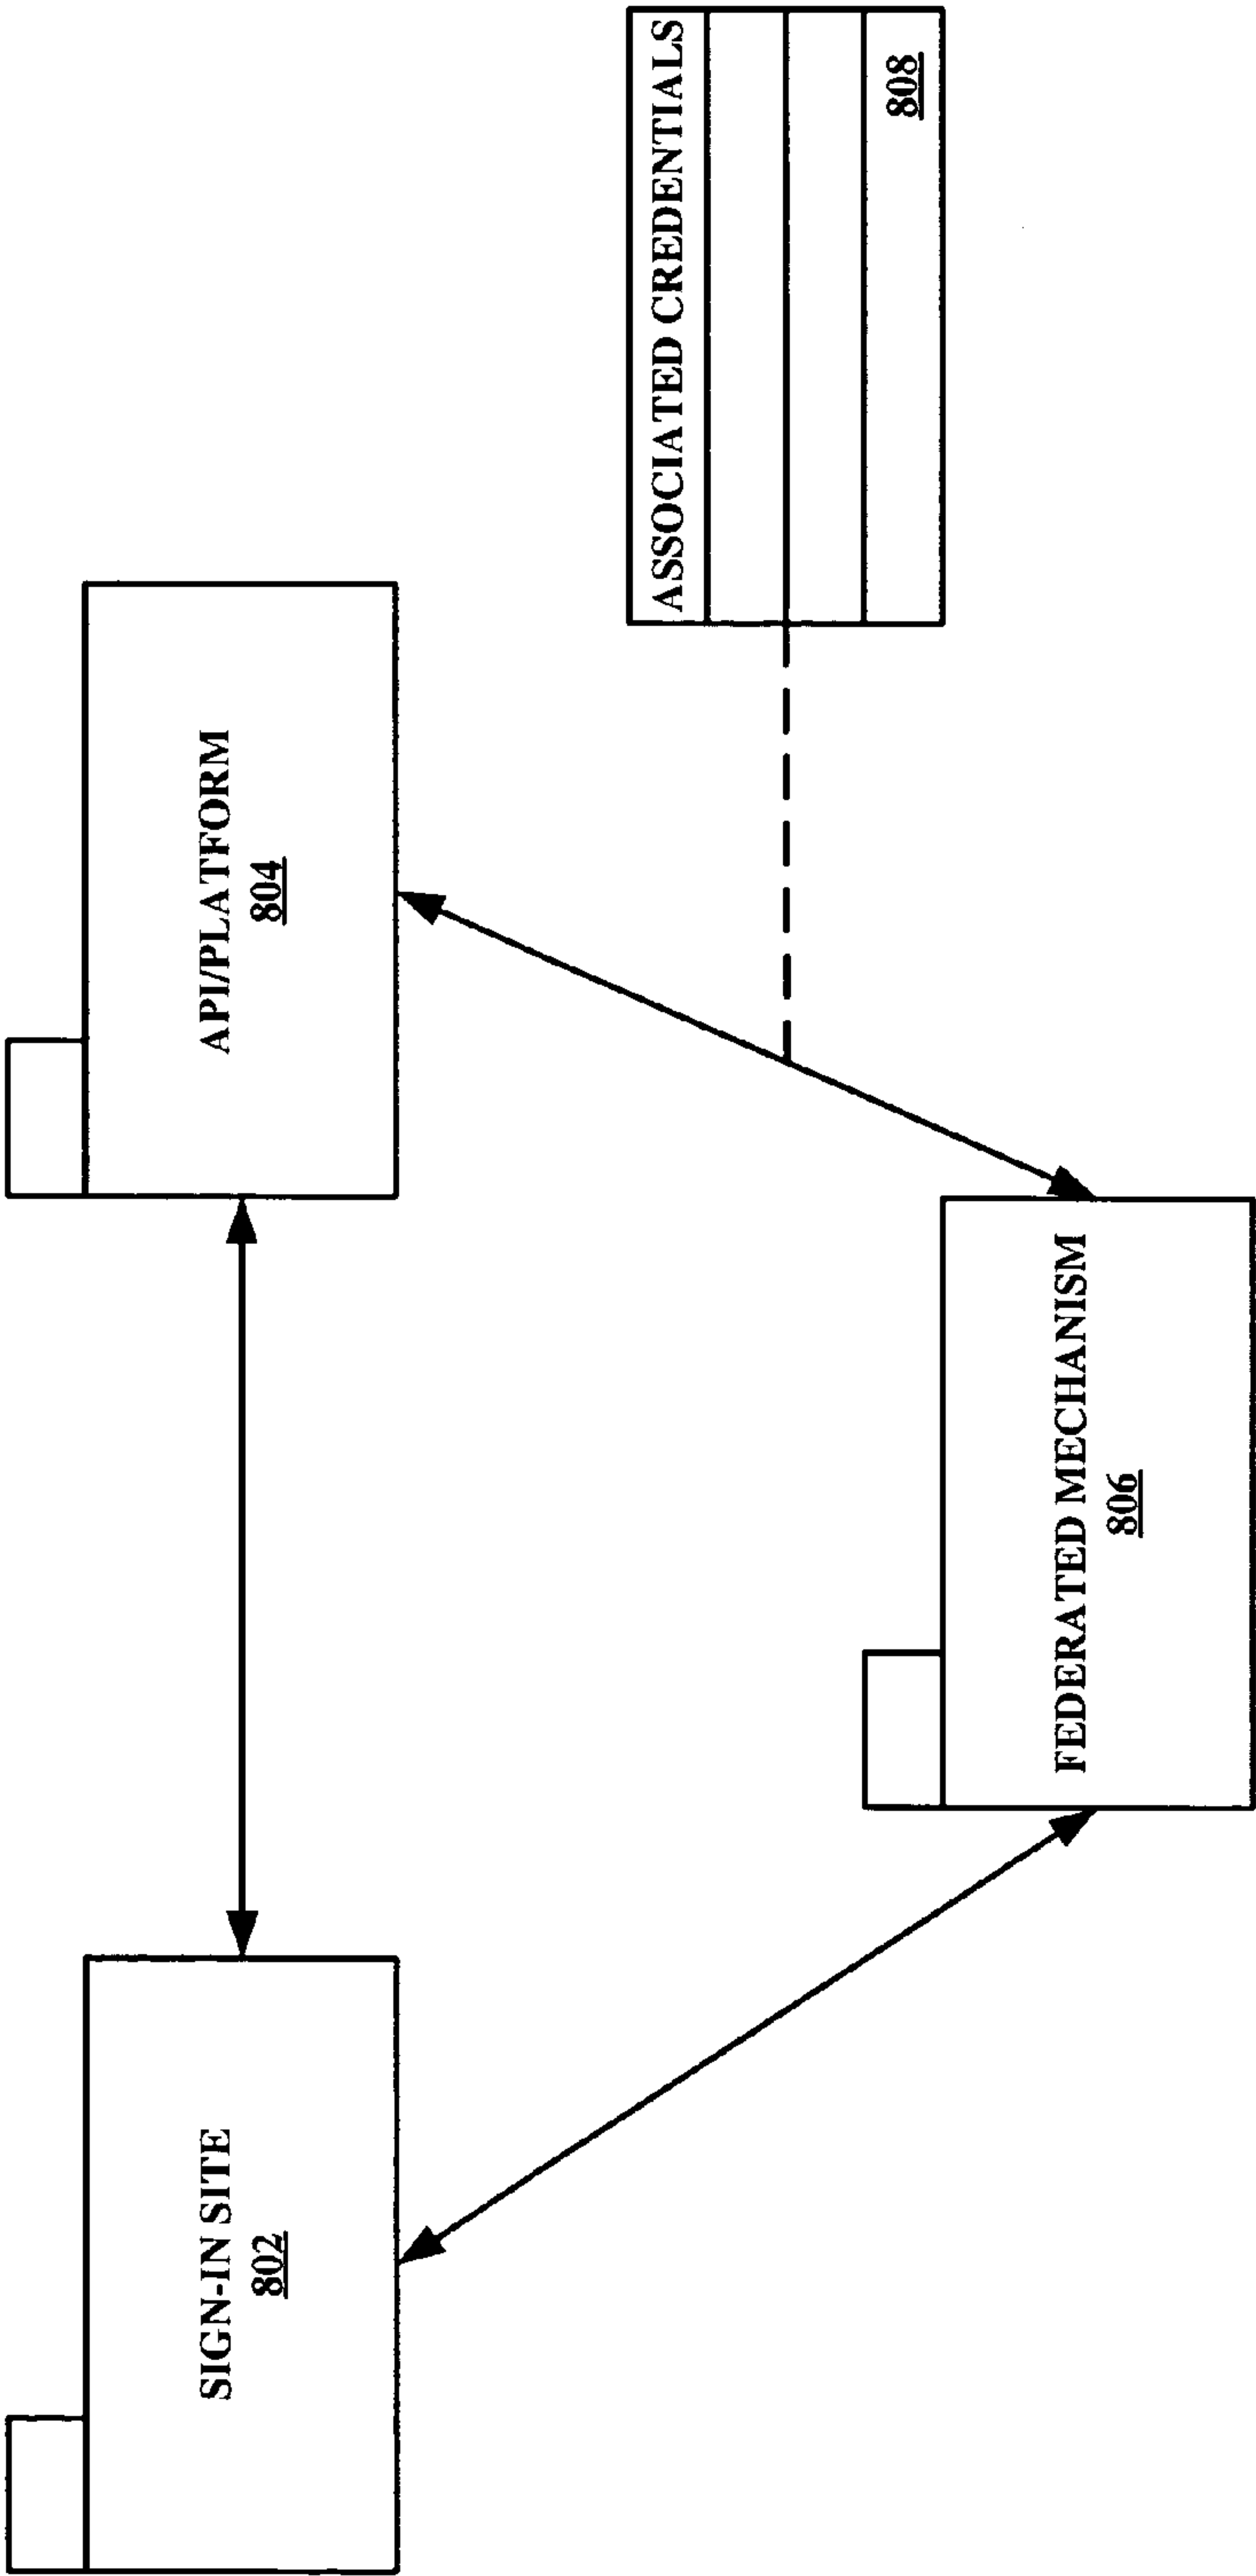 SIGN-IN SITE
802
API/PLATFORM
804
FEDERATED MECHANISM
806
ASSOCIATED CREDENTIALS
808